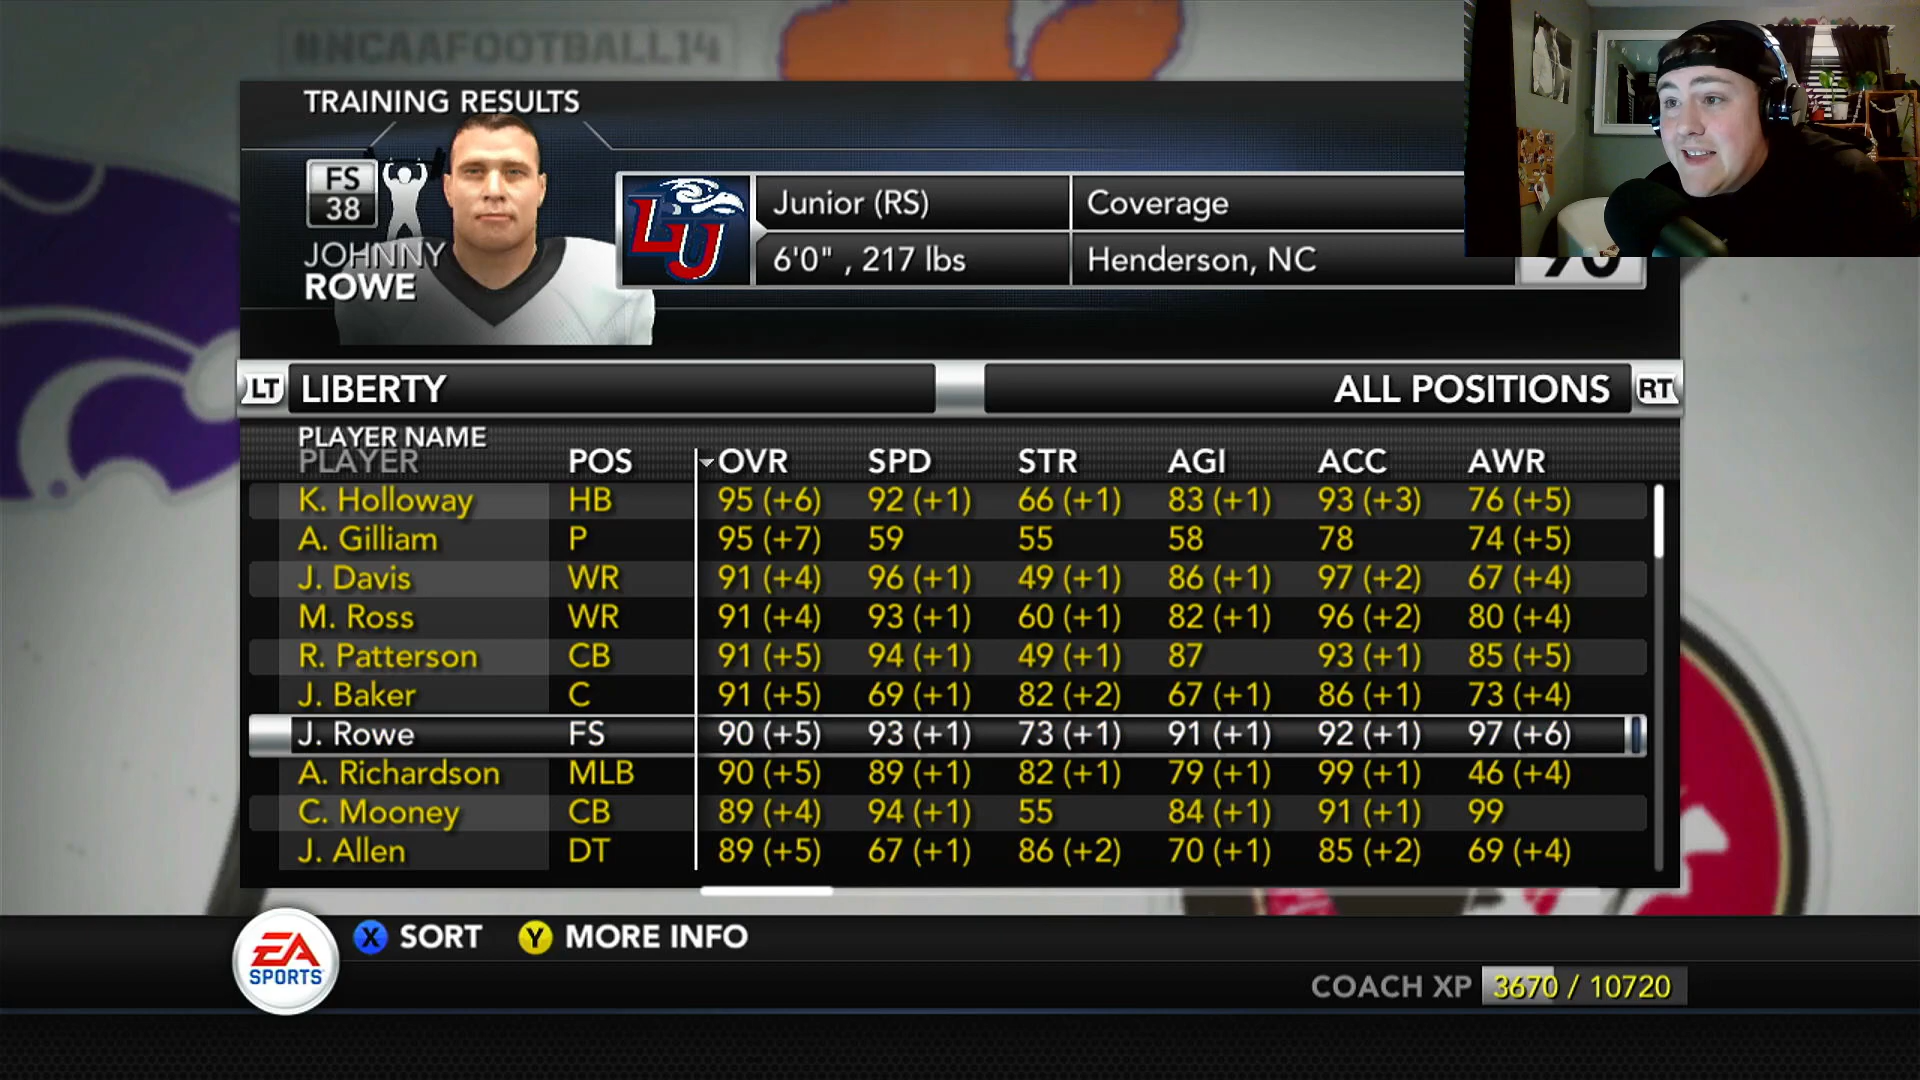 #NCAAFOOTBALL14
TRAINING RESULTS
FS
38
JOHNNY
ROWE
LU
Junior (RS)
Coverage
6'0" , 217 lbs
Henderson, NC
LT LIBERTY
ALL POSITIONS RT
PLAYER NAME
PLAYER POS OVR SPD STR AGI ACC AWR
K. Holloway HB 95 (+6) 92 (+1) 66 (+1) 83 (+1) 93 (+3) 76 (+5)
A. Gilliam P 95 (+7) 59 55 58 78 74 (+5)
J. Davis WR 91 (+4) 96 (+1) 49 (+1) 86 (+1) 97 (+2) 67 (+4)
M. Ross WR 91 (+4) 93 (+1) 60 (+1) 82 (+1) 96 (+2) 80 (+4)
R. Patterson CB 91 (+5) 94 (+1) 49 (+1) 87 93 (+1) 85 (+5)
J. Baker C 91 (+5) 69 (+1) 82 (+2) 67 (+1) 86 (+1) 73 (+4)
J. Rowe FS 90 (+5) 93 (+1) 73 (+1) 91 (+1) 92 (+1) 97 (+6)
A. Richardson MLB 90 (+5) 89 (+1) 82 (+1) 79 (+1) 99 (+1) 46 (+4)
C. Mooney CB 89 (+4) 94 (+1) 55 84 (+1) 91 (+1) 99
J. Allen DT 89 (+5) 67 (+1) 86 (+2) 70 (+1) 85 (+2) 69 (+4)
EA
SPORTS
X SORT Y MORE INFO
COACH XP 3670 / 10720